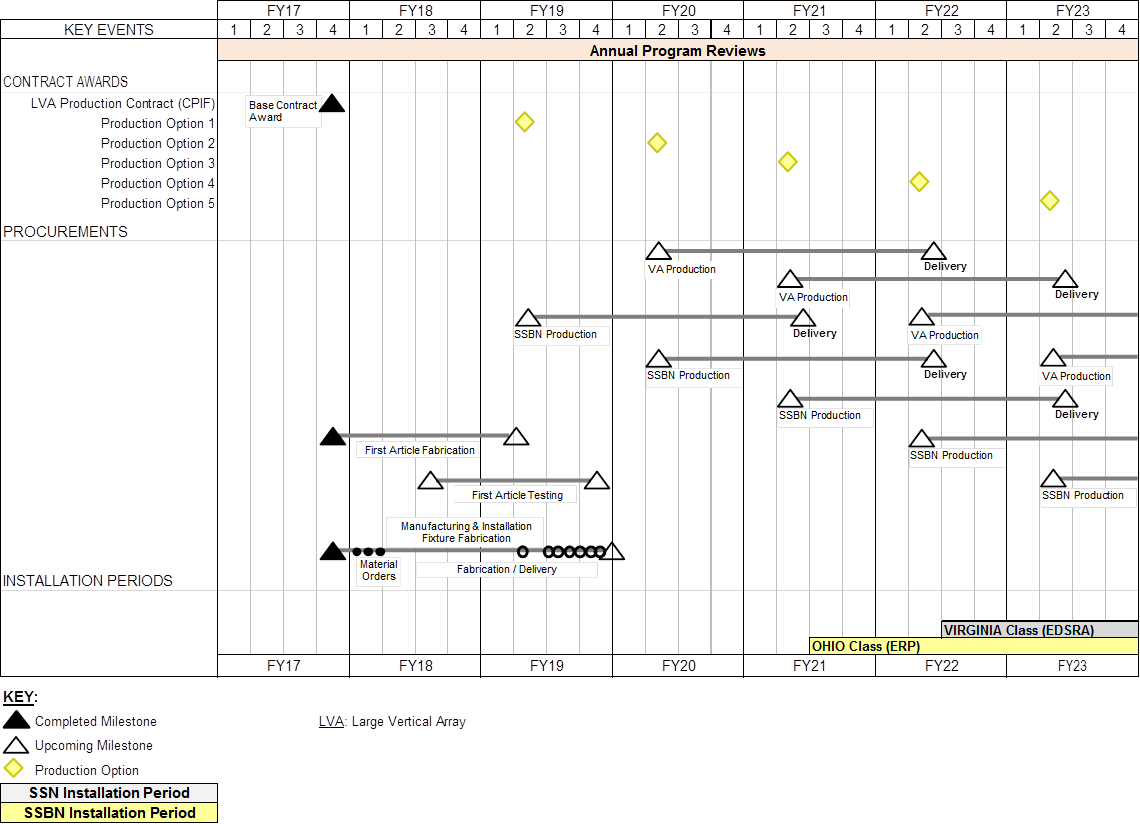 FY17 FY18 FY19 FY20 FY21 FY22 FY23
KEY EVENTS 1 2 3 4 1 2 3 4 1 2 3 4 1 2 3 4 1 2 3 4 1 2 3 4 1 2 3 4
Annual Program Reviews
CONTRACT AWARDS
LVA Production Contract (CPIF) Base Contract
Award
Production Option 1
Production Option 2
Production Option 3
Production Option 4
Production Option 5
PROCUREMENTS
VA Production Delivery
VA Production Delivery
SSBN Production Delivery VA Production
SSBN Production Delivery VA Production
SSBN Production Delivery
First Article Fabrication SSBN Production
First Article Testing SSBN Production
Manufacturing & Installation
Fixture Fabrication
Material
Orders
Fabrication / Delivery
INSTALLATION PERIODS
VIRGINIA Class (EDSRA)
OHIO Class (ERP)
FY17 FY18 FY19 FY20 FY21 FY22 FY23
KEY:
Completed Milestone LVA: Large Vertical Array
Upcoming Milestone
Production Option
SSN Installation Period
SSBN Installation Period